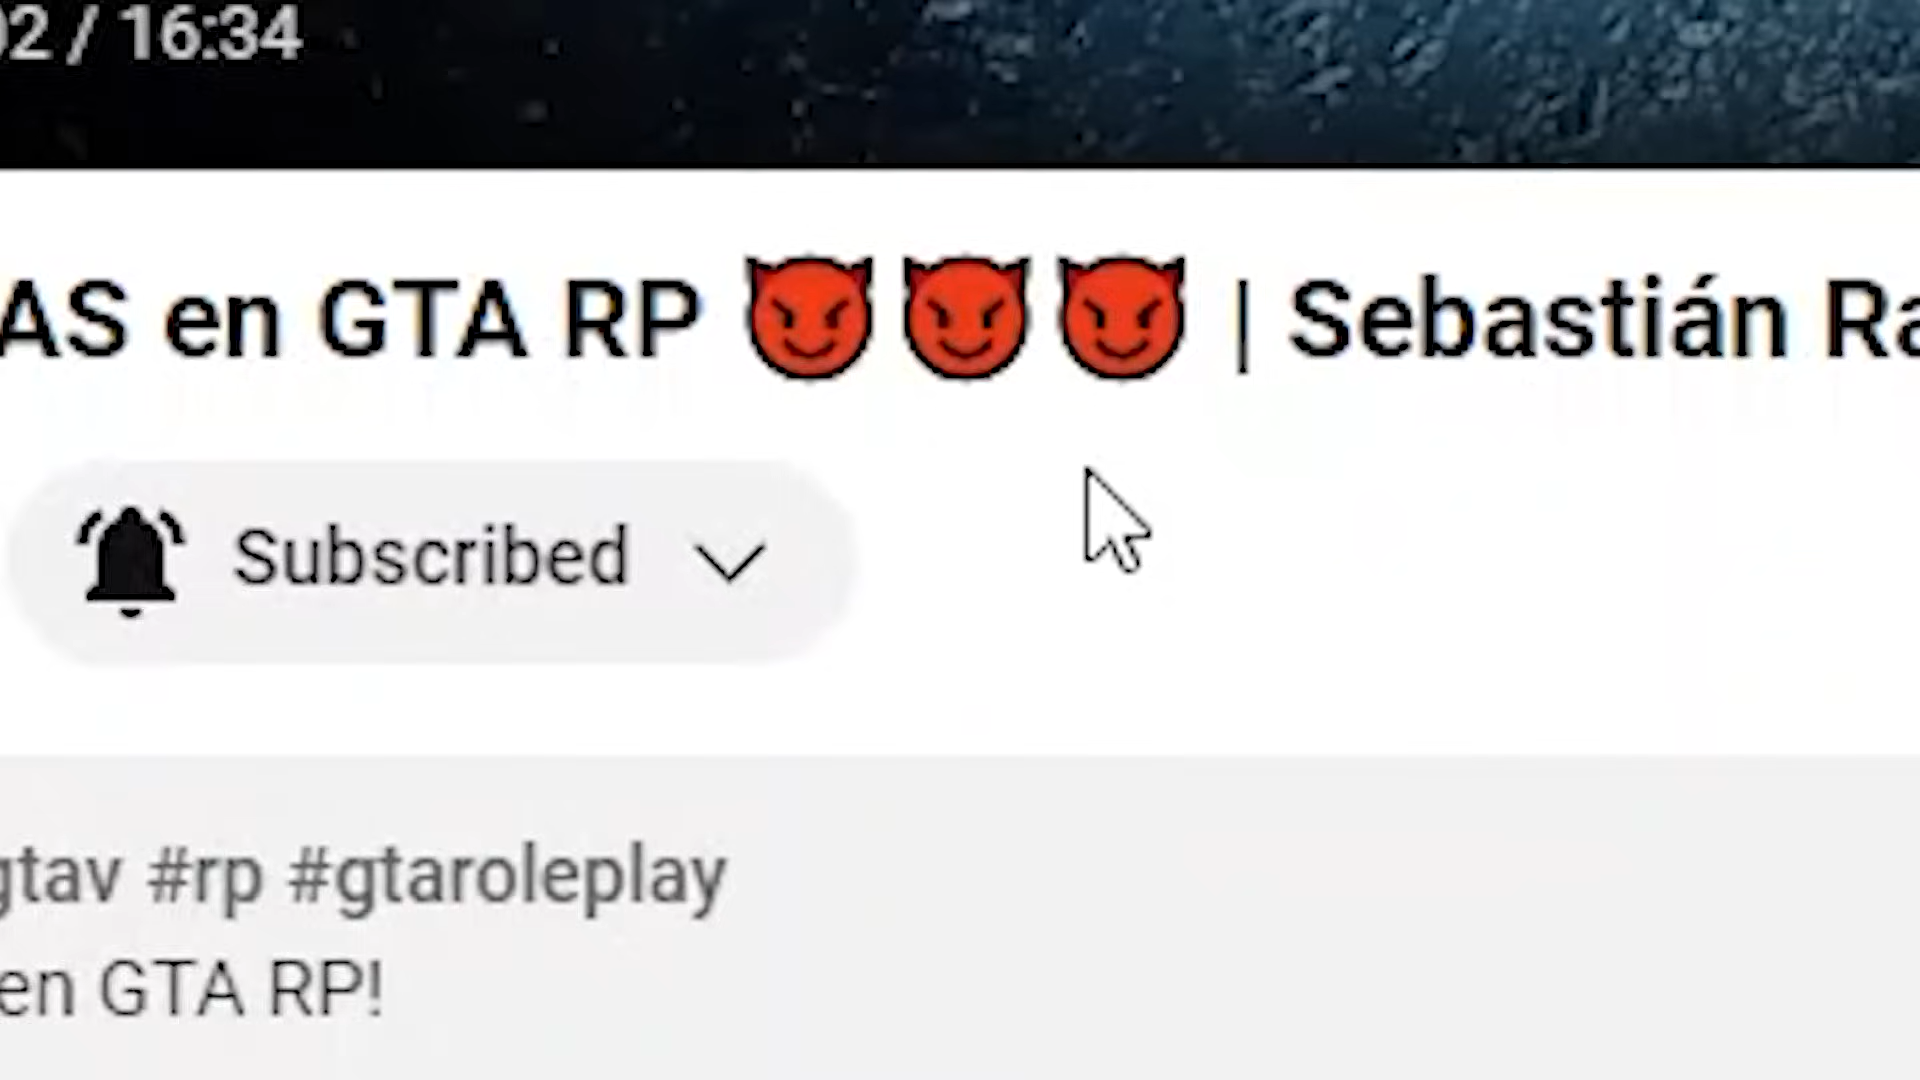 02 / 16:34
AS en GTA RP 😈😈😈 | Sebastián Ra
Subscribed
gtav #rp #gtaroleplay
en GTA RP!